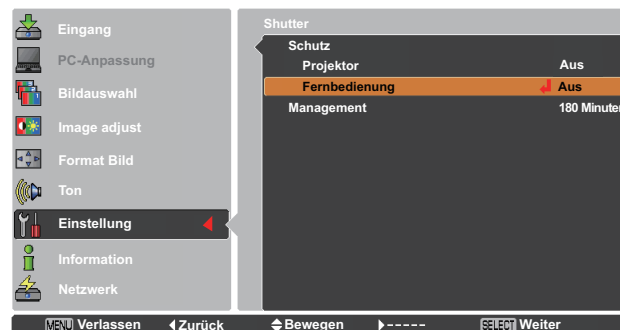 Eingang
PC-Anpassung
Bildauswahl
Image adjust
Format Bild
Ton
Einstellung
Information
Netzwerk
Shutter
Schutz
Projektor Aus
Fernbedienung Aus
Management 180 Minuten
MENU Verlassen Zurück Bewegen ----- SELECT Weiter